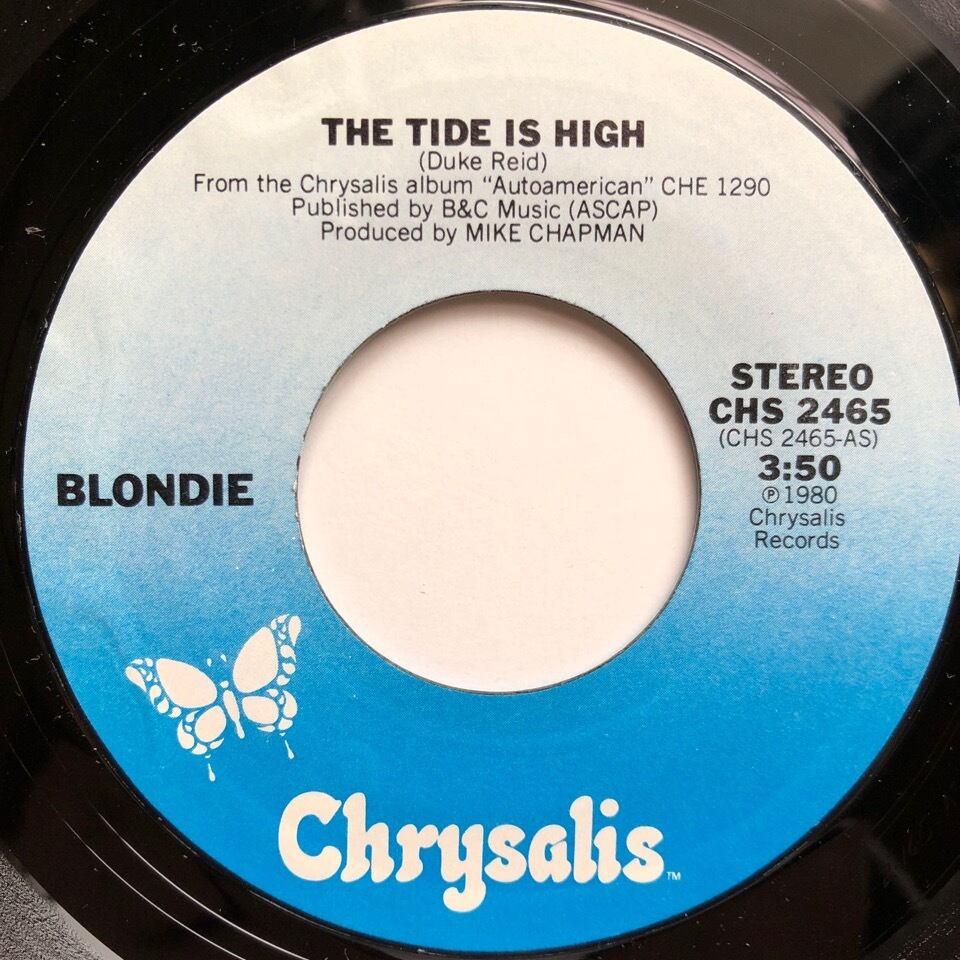 THE TIDE IS HIGH
(Duke Reid)
From the Chrysalis album "Autoamerican" CHE 1290
Published by B&C Music (ASCAP)
Produced by MIKE CHAPMAN
STEREO
CHS 2465
(CHS 2465-AS)
3:50
℗ 1980
Chrysalis
Records
BLONDIE
Chrysalis™